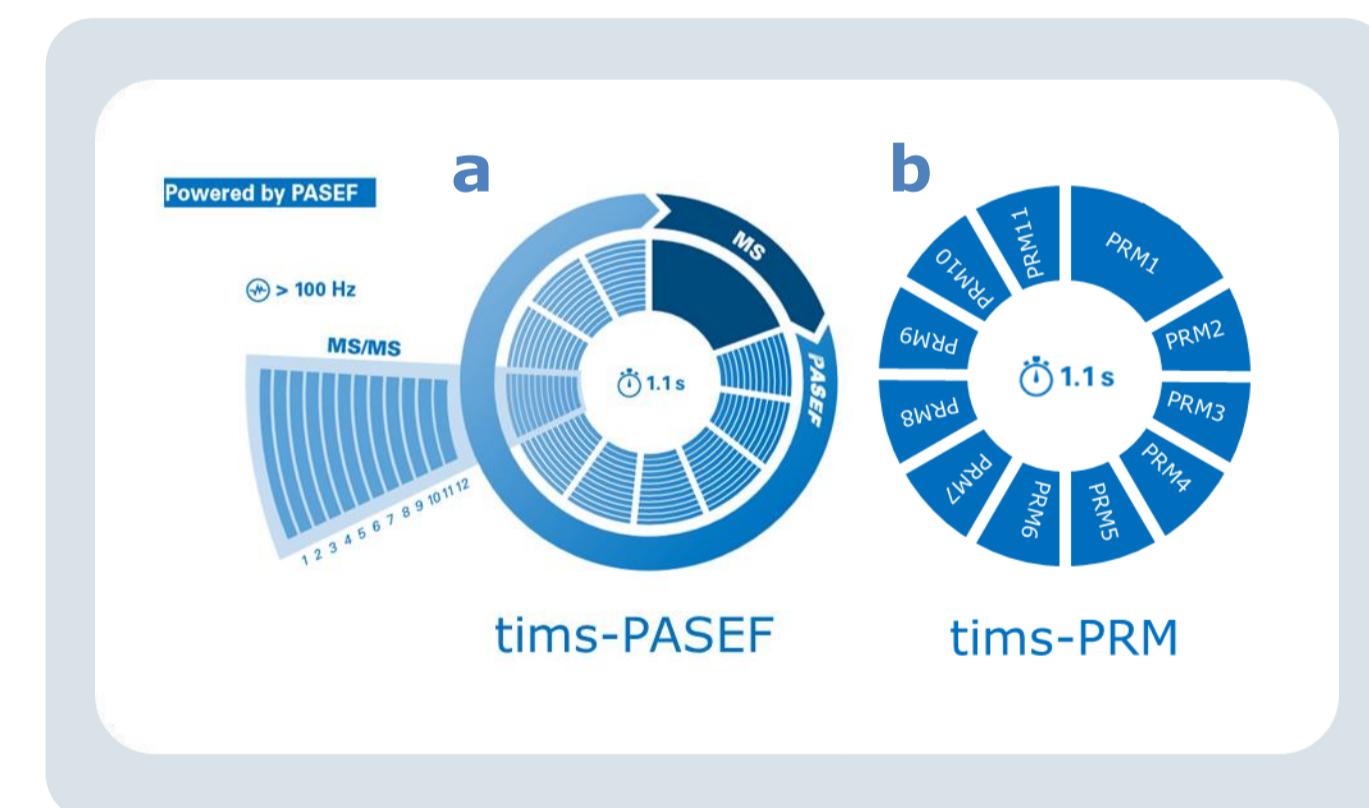 Powered by PASEF
> 100 Hz
MS/MS
1 2 3 4 5 6 7 8 9 10 11 12
a
MS
PASEF
1.1 s
tims-PASEF
b
PRM1
PRM2
PRM3
PRM4
PRM5
PRM6
PRM7
PRM8
PRM9
PRM10
PRM11
1.1 s
tims-PRM